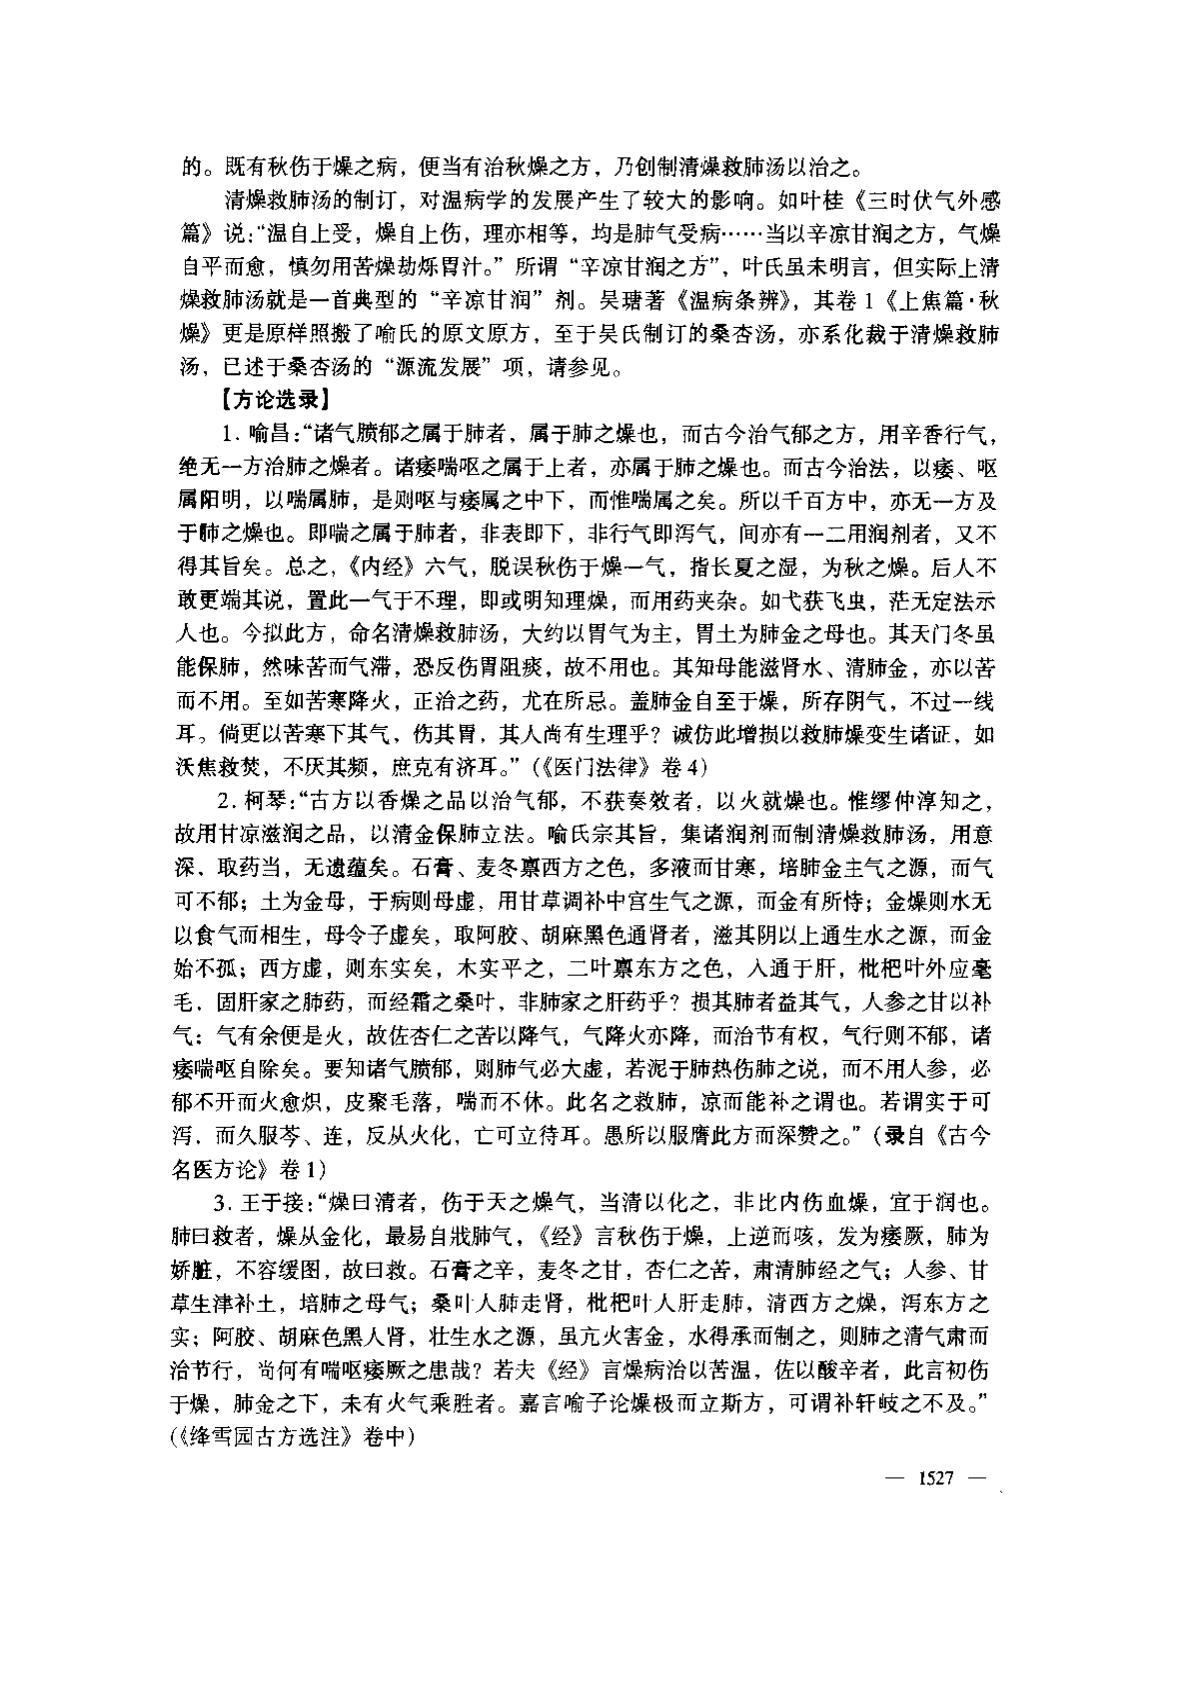 的。既有秋伤于燥之病，便当有治秋燥之方，乃创制清燥救肺汤以治之。
清燥救肺汤的制订，对温病学的发展产生了较大的影响。如叶桂《三时伏气外感
篇》说：“温自上受，燥自上伤，理亦相等，均是肺气受病……当以辛凉甘润之方，气燥
自平而愈，慎勿用苦燥劫烁胃汁。”所谓“辛凉甘润之方”，叶氏虽未明言，但实际上清
燥救肺汤就是一首典型的“辛凉甘润”剂。吴瑭著《温病条辨》，其卷1《上焦篇·秋
燥》更是原样照搬了喻氏的原文原方，至于吴氏制订的桑杏汤，亦系化裁于清燥救肺
汤，已述于桑杏汤的“源流发展”项，请参见。
【方论选录】
1. 喻昌：“诸气膹郁之属于肺者，属于肺之燥也，而古今治气郁之方，用辛香行气，
绝无一方治肺之燥者。诸痿喘呕之属于上者，亦属于肺之燥也。而古今治法，以痿、呕
属阳明，以喘属肺，是则呕与痿属之中下，而惟喘属之矣。所以千百方中，亦无一方及
于肺之燥也。即喘之属于肺者，非表即下，非行气即泻气，间亦有一二用润剂者，又不
得其旨矣。总之，《内经》六气，脱误秋伤于燥一气，指长夏之湿，为秋之燥。后人不
敢更端其说，置此一气于不理，即或明知理燥，而用药夹杂。如弋获飞虫，茫无定法示
人也。今拟此方，命名清燥救肺汤，大约以胃气为主，胃土为肺金之母也。其天门冬虽
能保肺，然味苦而气滞，恐反伤胃阻痰，故不用也。其知母能滋肾水、清肺金，亦以苦
而不用。至如苦寒降火，正治之药，尤在所忌。盖肺金自至于燥，所存阴气，不过一线
耳。倘更以苦寒下其气，伤其胃，其人尚有生理乎？诚仿此增损以救肺燥变生诸证，如
沃焦救焚，不厌其频，庶克有济耳。”（《医门法律》卷4）
2. 柯琴：“古方以香燥之品以治气郁，不获奏效者，以火就燥也。惟缪仲淳知之，
故用甘凉滋润之品，以清金保肺立法。喻氏宗其旨，集诸润剂而制清燥救肺汤，用意
深，取药当，无遗蕴矣。石膏、麦冬禀西方之色，多液而甘寒，培肺金主气之源，而气
可不郁；土为金母，于病则母虚，用甘草调补中宫生气之源，而金有所恃；金燥则水无
以食气而相生，母令子虚矣，取阿胶、胡麻黑色通肾者，滋其阴以上通生水之源，而金
始不孤；西方虚，则东实矣，木实平之，二叶禀东方之色，入通于肝，枇杷叶外应毫
毛，固肝家之肺药，而经霜之桑叶，非肺家之肝药乎？损其肺者益其气，人参之甘以补
气；气有余便是火，故佐杏仁之苦以降气，气降火亦降，而治节有权，气行则不郁，诸
痿喘呕自除矣。要知诸气膹郁，则肺气必大虚，若泥于肺热伤肺之说，而不用人参，必
郁不开而火愈炽，皮聚毛落，喘而不休。此名之救肺，凉而能补之谓也。若谓实于可
泻，而久服芩、连，反从火化，亡可立待耳。愚所以服膺此方而深赞之。”（录自《古今
名医方论》卷1）
3. 王子接：“燥曰清者，伤于天之燥气，当清以化之，非比内伤血燥，宜于润也。
肺曰救者，燥从金化，最易自戕肺气，《经》言秋伤于燥，上逆而咳，发为痿厥，肺为
娇脏，不容缓图，故曰救。石膏之辛，麦冬之甘，杏仁之苦，肃清肺经之气；人参、甘
草生津补土，培肺之母气；桑叶入肺走肾，枇杷叶入肝走肺，清西方之燥，泻东方之
实；阿胶、胡麻色黑入肾，壮生水之源，虽亢火害金，水得承而制之，则肺之清气肃而
治节行，尚何有喘呕痿厥之患哉？若夫《经》言燥病治以苦温，佐以酸辛者，此言初伤
于燥，肺金之下，未有火气乘胜者。嘉言喻子论燥极而立斯方，可谓补轩岐之不及。”
（《绛雪园古方选注》卷中）
— 1527 —